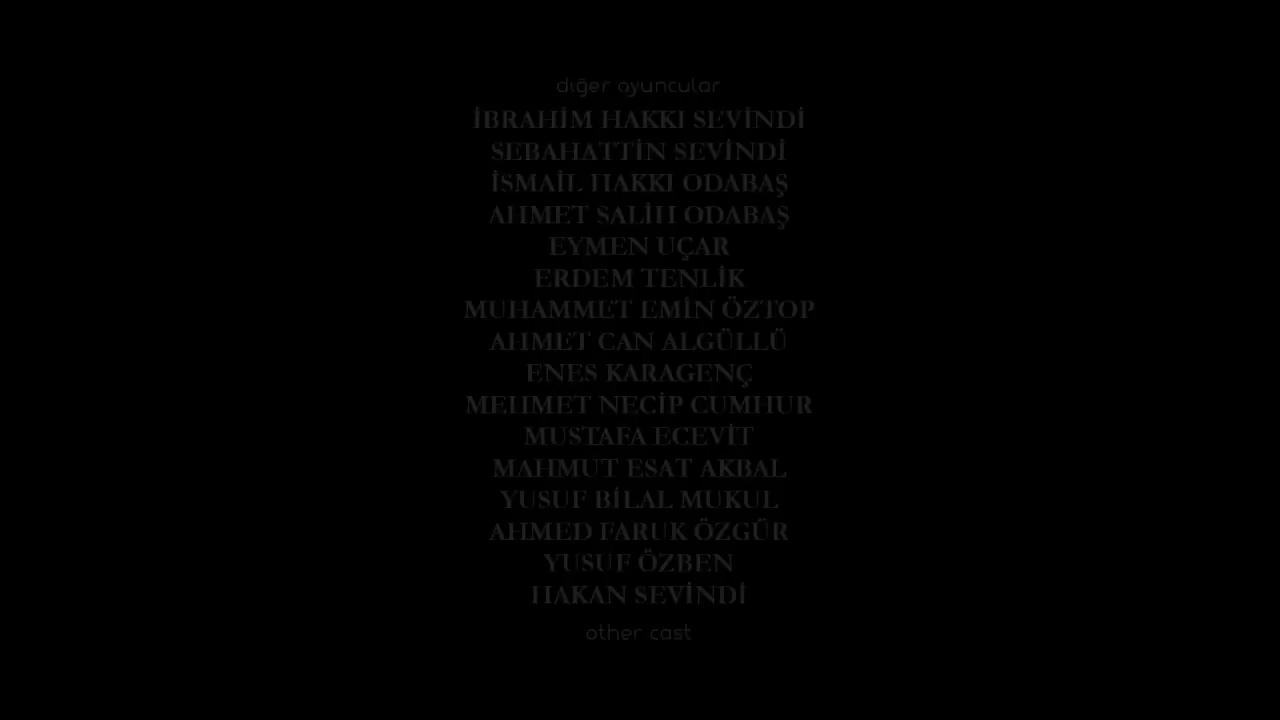 diğer oyuncular
İBRAHİM HAKKI SEVİNDİ
SEBAHATTİN SEVİNDİ
İSMAİL HAKKI ODABAŞ
AHMET SALİH ODABAŞ
EYMEN UÇAR
ERDEM TENLİK
MUHAMMET EMİN ÖZTOP
AHMET CAN ALGÜLLÜ
ENES KARAGENÇ
MEHMET NECİP CUMHUR
MUSTAFA ECEVİT
MAHMUT ESAT AKBAL
YUSUF BİLAL MUKUL
AHMED FARUK ÖZGÜR
YUSUF ÖZBEN
HAKAN SEVİNDİ
other cast